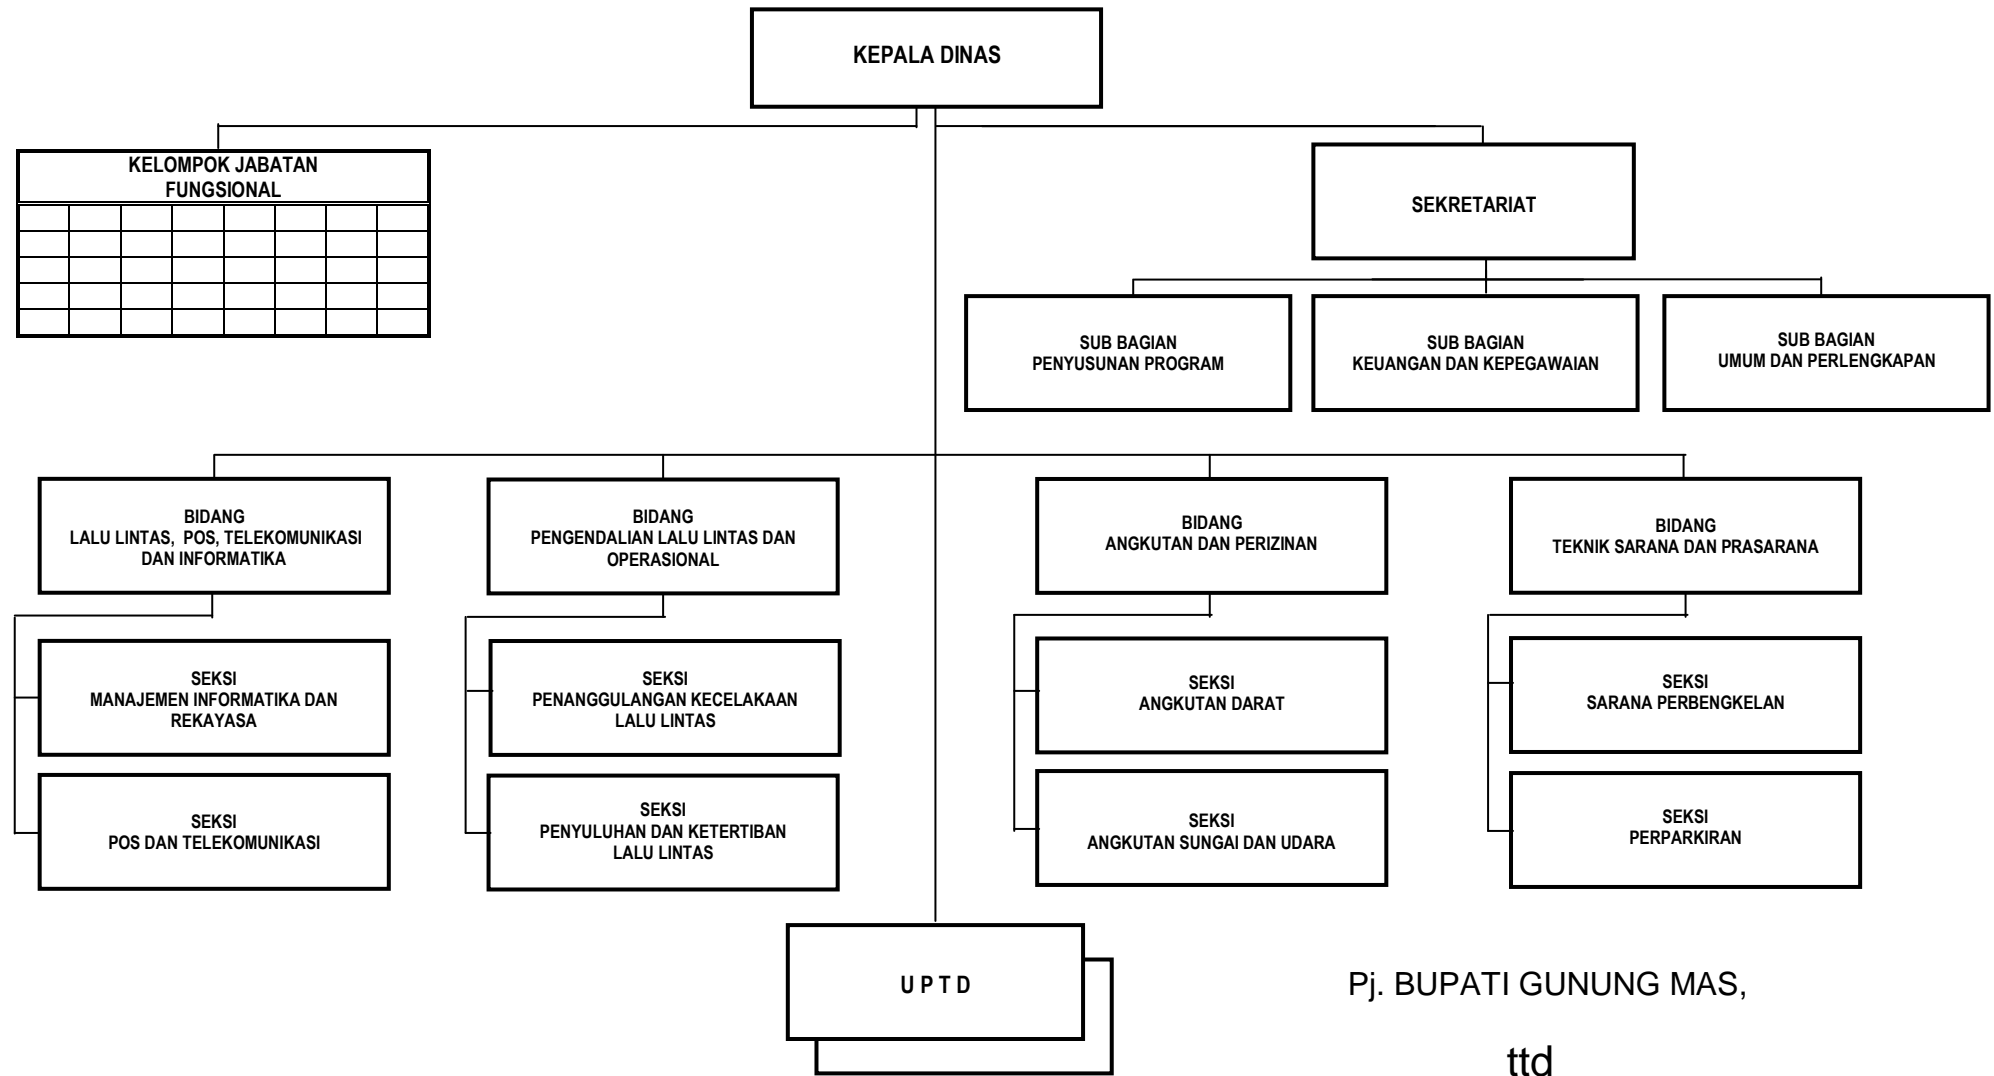 KEPALA DINAS
KELOMPOK JABATAN
FUNGSIONAL
SEKRETARIAT
SUB BAGIAN
PENYUSUNAN PROGRAM
SUB BAGIAN
KEUANGAN DAN KEPEGAWAIAN
SUB BAGIAN
UMUM DAN PERLENGKAPAN
BIDANG
LALU LINTAS, POS, TELEKOMUNIKASI
DAN INFORMATIKA
BIDANG
PENGENDALIAN LALU LINTAS DAN
OPERASIONAL
BIDANG
ANGKUTAN DAN PERIZINAN
BIDANG
TEKNIK SARANA DAN PRASARANA
SEKSI
MANAJEMEN INFORMATIKA DAN
REKAYASA
SEKSI
PENANGGULANGAN KECELAKAAN
LALU LINTAS
SEKSI
ANGKUTAN DARAT
SEKSI
SARANA PERBENGKELAN
SEKSI
POS DAN TELEKOMUNIKASI
SEKSI
PENYULUHAN DAN KETERTIBAN
LALU LINTAS
SEKSI
ANGKUTAN SUNGAI DAN UDARA
SEKSI
PERPARKIRAN
U P T D
Pj. BUPATI GUNUNG MAS,
ttd